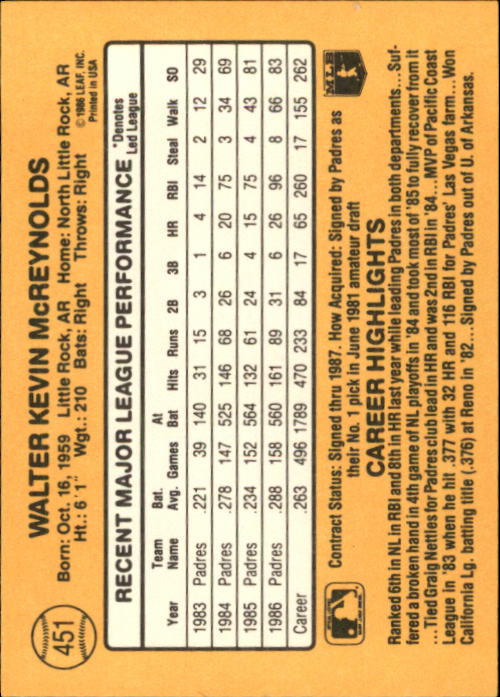 451
WALTER KEVIN McREYNOLDS
Born: Oct. 16, 1959 Little Rock, AR Home: North Little Rock, AR
Ht.: 6'1" Wgt.: 210 Bats: Right Throws: Right
© 1986 LEAF, INC.
Printed in USA
RECENT MAJOR LEAGUE PERFORMANCE
*Denotes
Led League
Year Team Name Bat. Avg. Games At Bat Hits Runs 2B 3B HR RBI Steal Walk SO
1983 Padres .221 39 140 31 15 3 1 4 14 2 12 29
1984 Padres .278 147 525 146 68 26 6 20 75 3 34 69
1985 Padres .234 152 564 132 61 24 4 15 75 4 43 81
1986 Padres .288 158 560 161 89 31 6 26 96 8 66 83
Career .263 496 1789 470 233 84 17 65 260 17 155 262
Contract Status: Signed thru 1987. How Acquired: Signed by Padres as
their No. 1 pick in June 1981 amateur draft
MLB
CAREER HIGHLIGHTS
Ranked 6th in NL in RBI and 8th in HR last year while leading Padres in both departments...Suf-
fered a broken hand in 4th game of NL playoffs in '84 and took most of '85 to fully recover from it
...Tied Graig Nettles for Padres club lead in HR and was 2nd in RBI in '84...MVP of Pacific Coast
League in '83 when he hit .377 with 32 HR and 116 RBI for Padres' Las Vegas farm...Won
California Lg. batting title (.376) at Reno in '82...Signed by Padres out of U. of Arkansas.